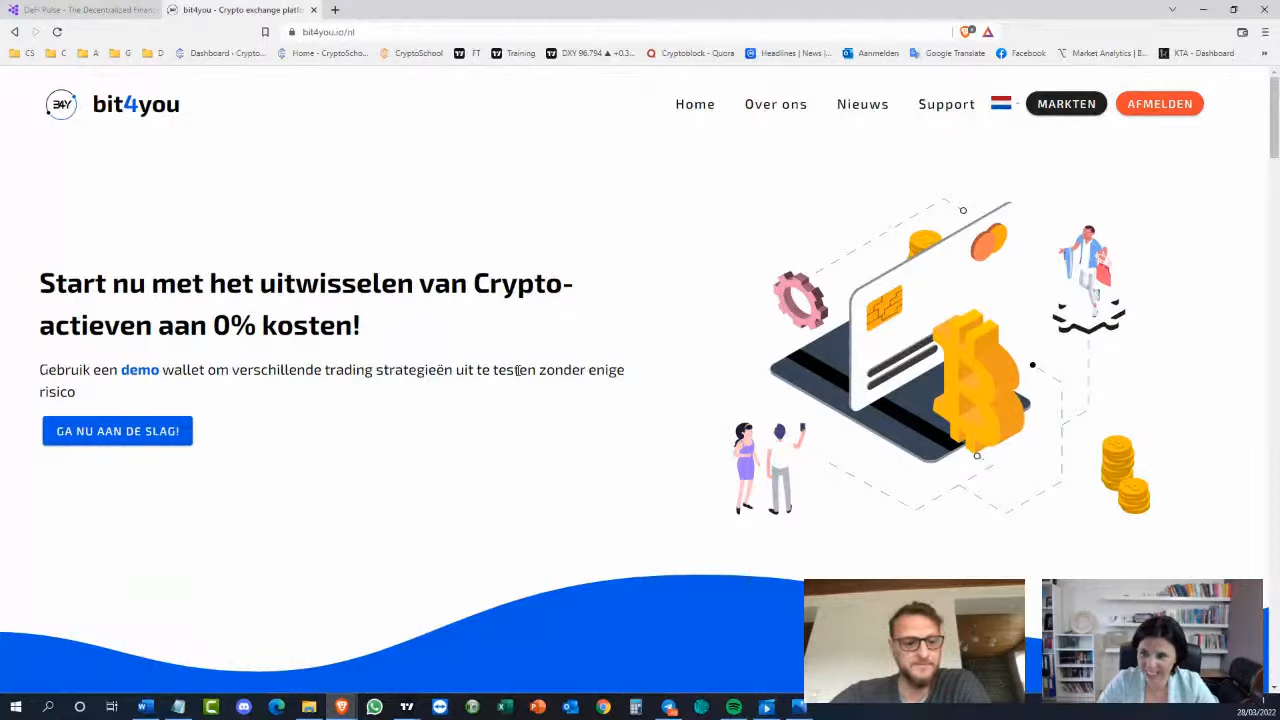 DeFi Pulse - The Decentralized Financ
bit4you - Crypto exchange platfo
bit4you.io/nl
CS
C
A
G
D
Dashboard - Crypto...
Home - CryptoSchoo...
CryptoSchool
FT
Training
DXY 96.794 ▲ +0.3...
Cryptoblock - Quora
Headlines | News |...
Aanmelden
Google Translate
Facebook
Market Analytics | B...
KTA - Dashboard
B4Y
bit4you
Home
Over ons
Nieuws
Support
MARKTEN
AFMELDEN
Start nu met het uitwisselen van Crypto-
actieven aan 0% kosten!
Gebruik een demo wallet om verschillende trading strategieën uit te testen zonder enige
risico
GA NU AAN DE SLAG!
28/03/2022